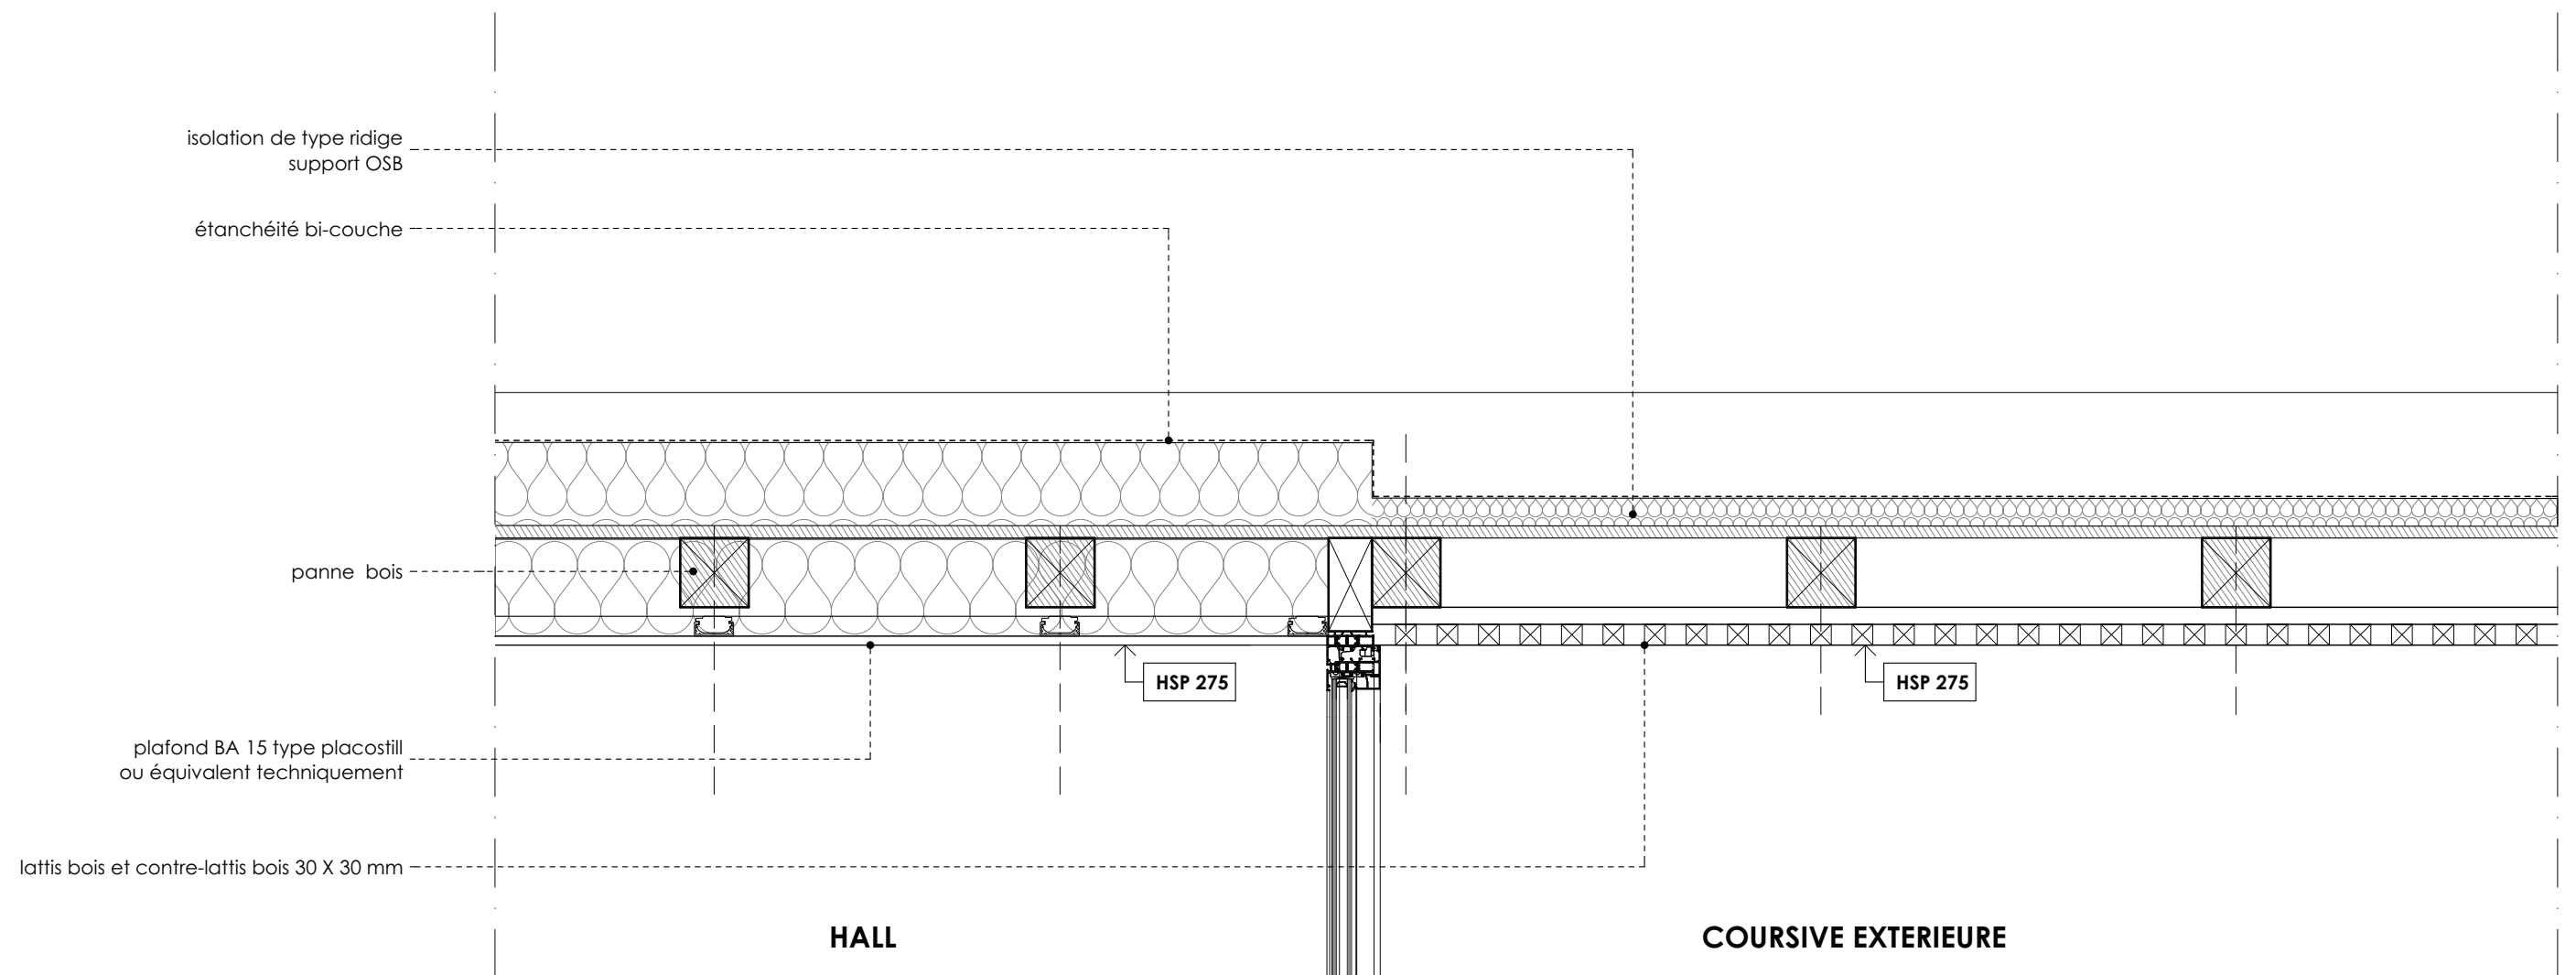 isolation de type ridige
support OSB
étanchéité bi-couche
panne bois
HSP 275
HSP 275
plafond BA 15 type placostill
ou équivalent techniquement
lattis bois et contre-lattis bois 30 X 30 mm
HALL
COURSIVE EXTERIEURE